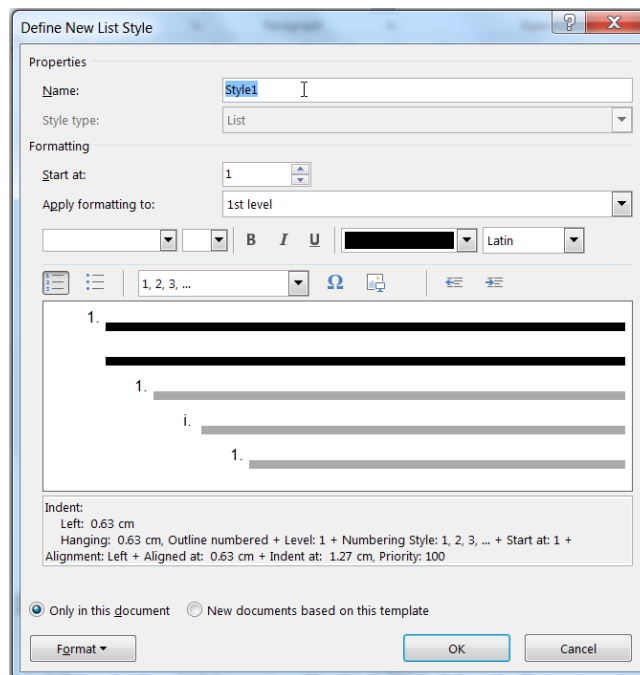 Define New List Style
Properties
Name: Style1
Style type: List
Formatting
Start at: 1
Apply formatting to: 1st level
B I U Latin
1, 2, 3, ... Ω
1.
1.
i.
1.
Indent:
Left: 0.63 cm
Hanging: 0.63 cm, Outline numbered + Level: 1 + Numbering Style: 1, 2, 3, ... + Start at: 1 +
Alignment: Left + Aligned at: 0.63 cm + Indent at: 1.27 cm, Priority: 100
Only in this document New documents based on this template
Format OK Cancel